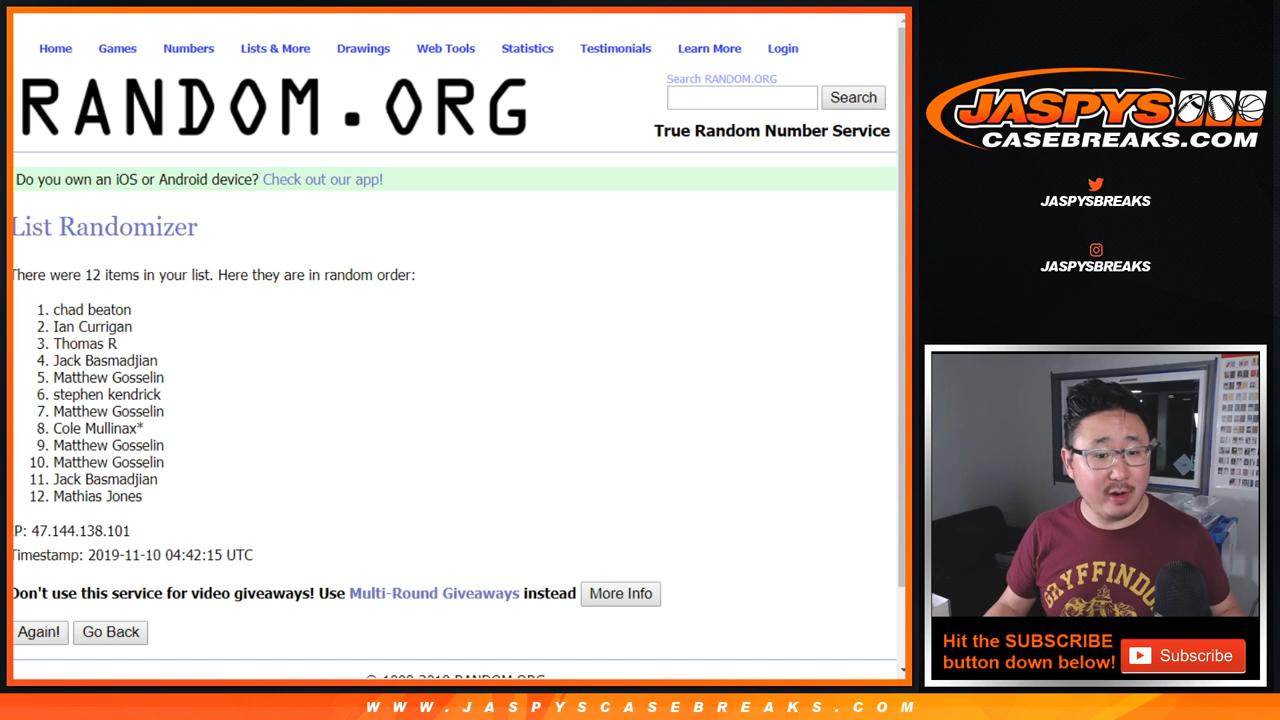 Home Games Numbers Lists & More Drawings Web Tools Statistics Testimonials Learn More Login
RANDOM.ORG
Search RANDOM.ORG
Search
True Random Number Service
Do you own an iOS or Android device? Check out our app!
List Randomizer
There were 12 items in your list. Here they are in random order:
1. chad beaton
2. Ian Currigan
3. Thomas R
4. Jack Basmadjian
5. Matthew Gosselin
6. stephen kendrick
7. Matthew Gosselin
8. Cole Mullinax*
9. Matthew Gosselin
10. Matthew Gosselin
11. Jack Basmadjian
12. Mathias Jones
IP: 47.144.138.101
Timestamp: 2019-11-10 04:42:15 UTC
Don't use this service for video giveaways! Use Multi-Round Giveaways instead More Info
Again! Go Back
JASPYS
CASEBREAKS.COM
JASPYSBREAKS
JASPYSBREAKS
GRYFFINDO
Hit the SUBSCRIBE
button down below!
Subscribe
WWW.JASPYSCASEBREAKS.COM